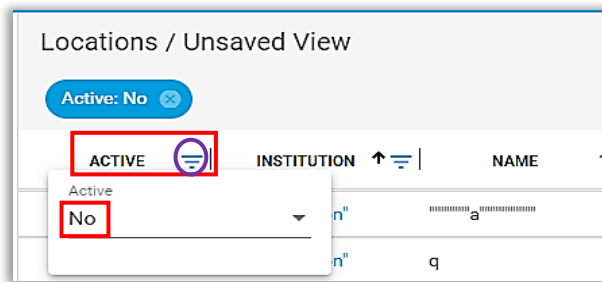 Locations / Unsaved View
Active: No
ACTIVE INSTITUTION NAME
Active
No
n" """"""""a""""""""""
n" q